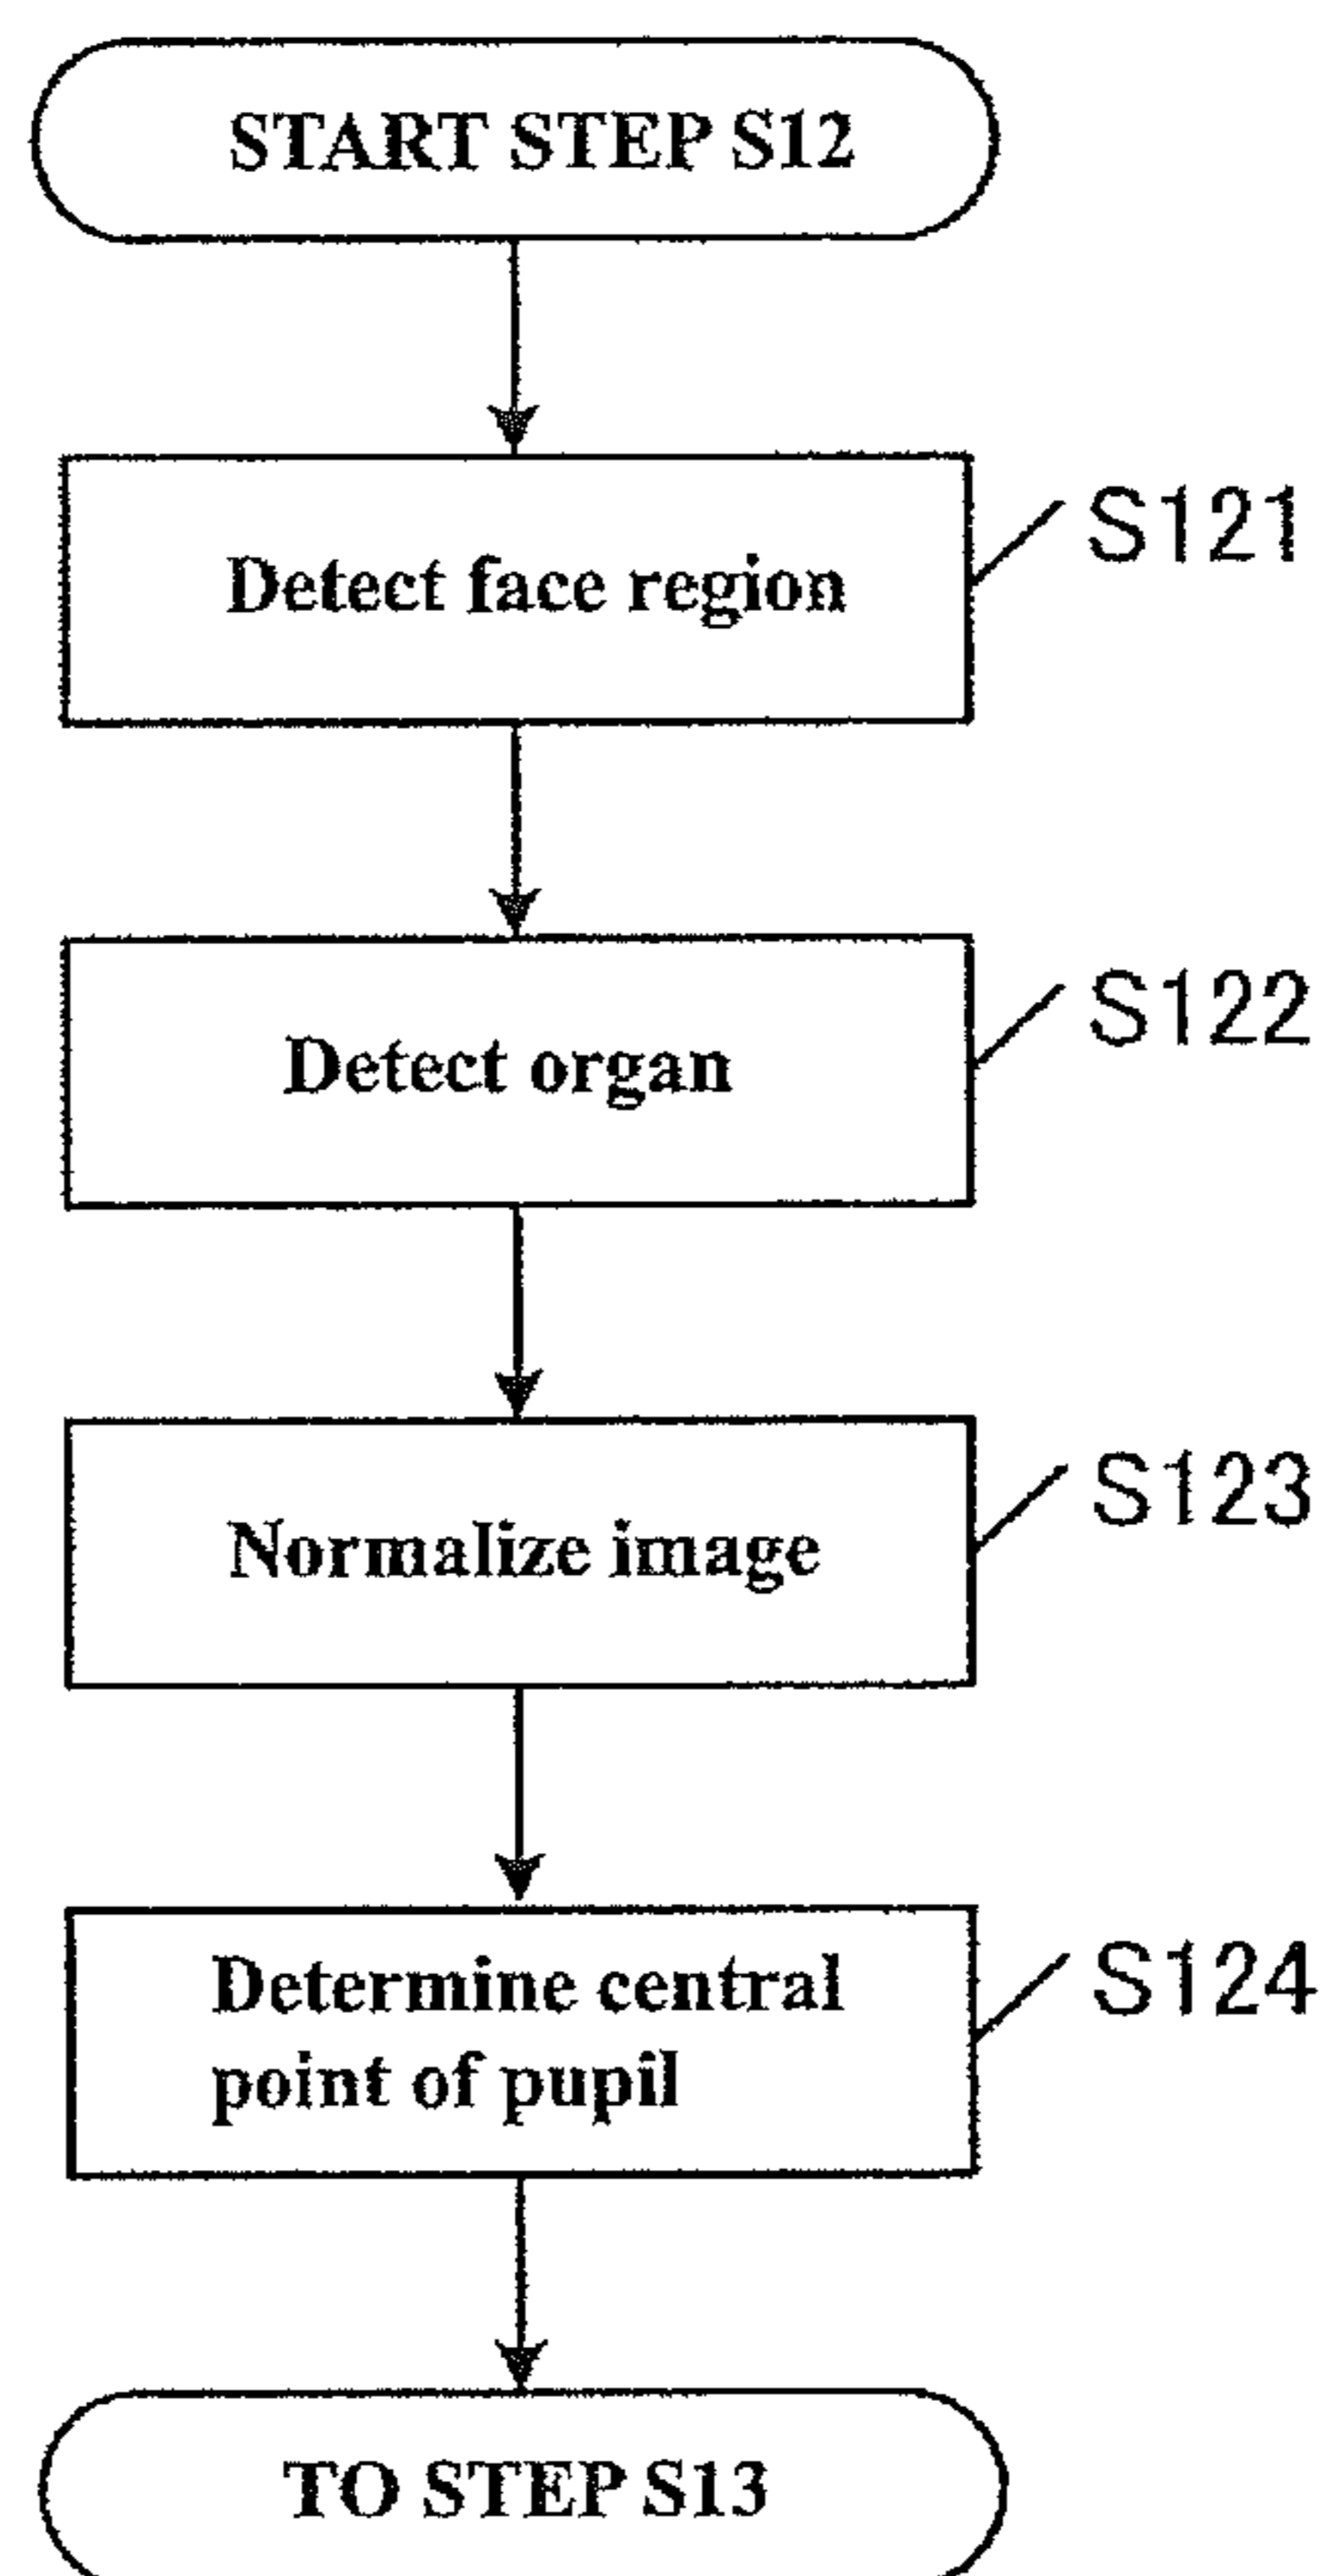 START STEP S12
Detect face region
S121
Detect organ
S122
Normalize image
S123
Determine central
point of pupil
S124
TO STEP S13